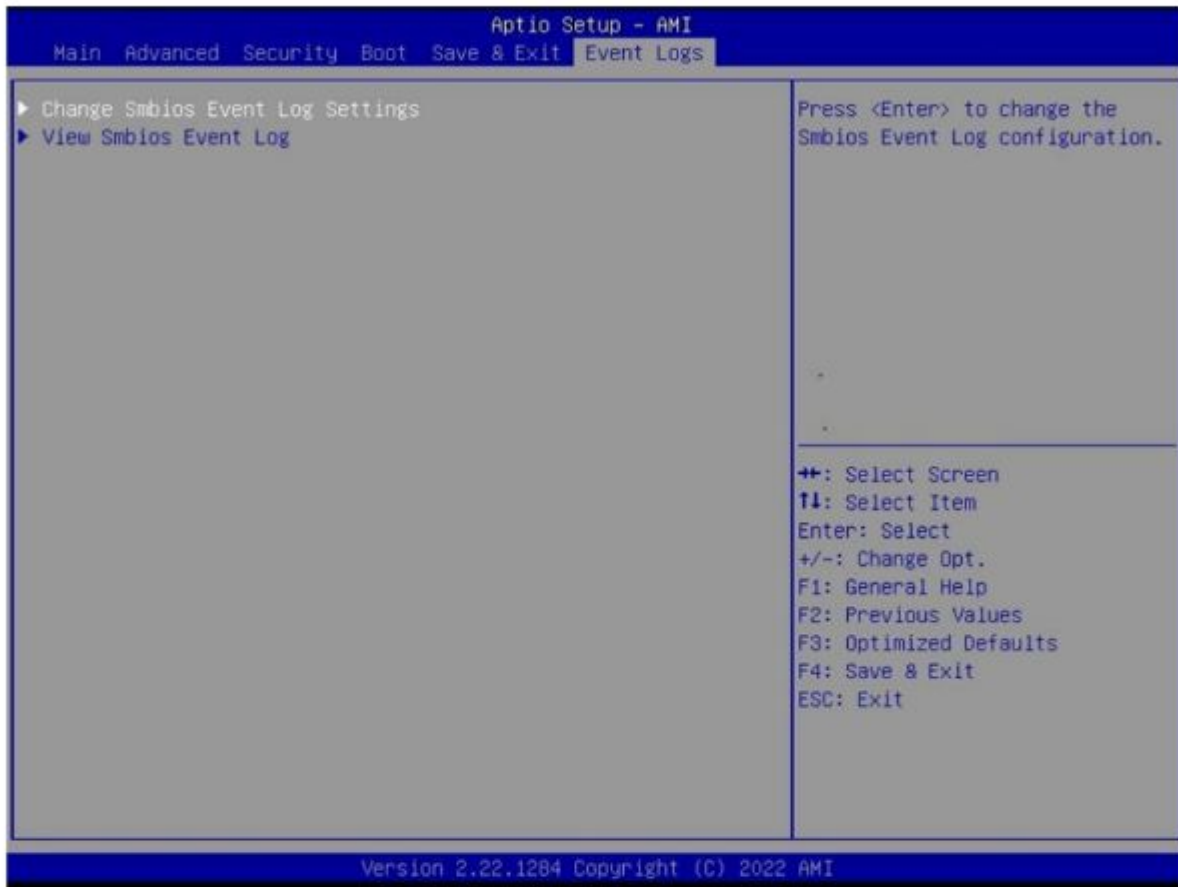 Aptio Setup – AMI
Main Advanced Security Boot Save & Exit Event Logs
▶ Change Smbios Event Log Settings
▶ View Smbios Event Log
Press <Enter> to change the
Smbios Event Log configuration.
→←: Select Screen
↑↓: Select Item
Enter: Select
+/-: Change Opt.
F1: General Help
F2: Previous Values
F3: Optimized Defaults
F4: Save & Exit
ESC: Exit
Version 2.22.1284 Copyright (C) 2022 AMI